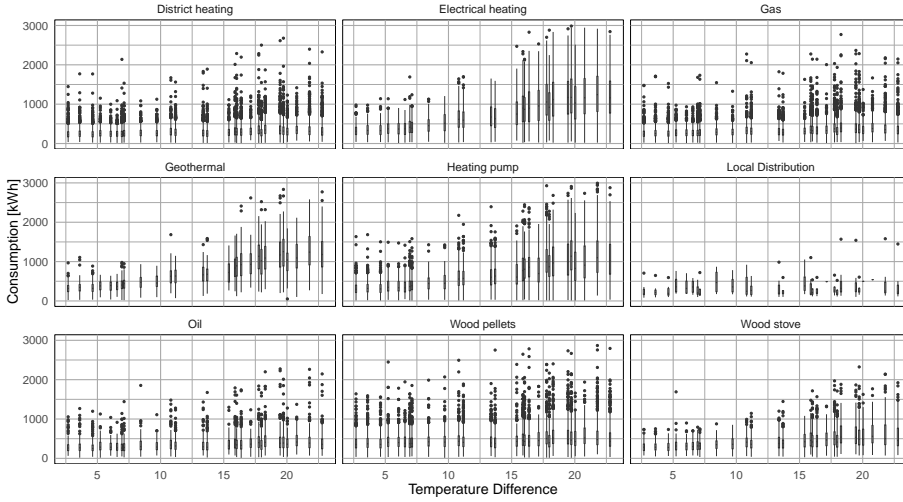 District heating Electrical heating Gas
3000
2000
1000
0
Geothermal Heating pump Local Distribution
3000
2000
1000
0
Oil Wood pellets Wood stove
3000
2000
1000
0
Consumption [kWh]
5 10 15 20 5 10 15 20 5 10 15 20
Temperature Difference